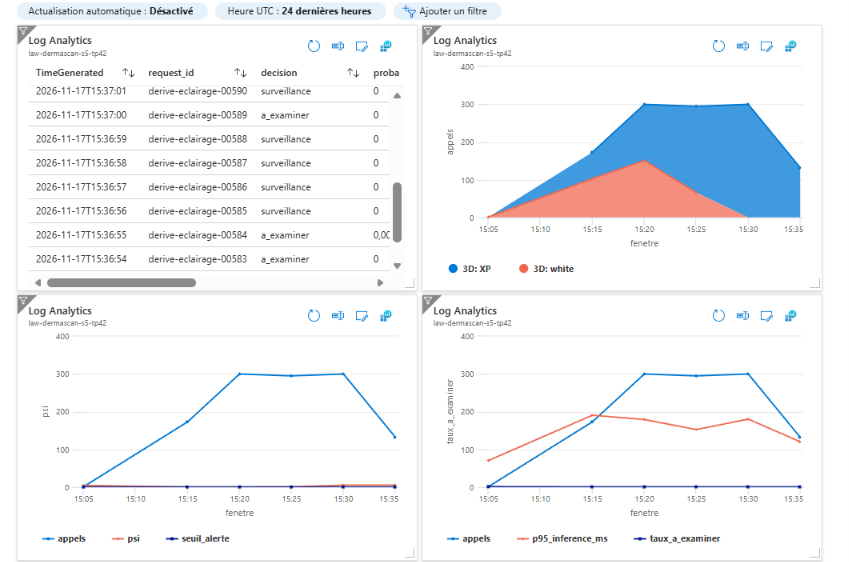 Actualisation automatique : Désactivé Heure UTC : 24 dernières heures Ajouter un filtre
Log Analytics
law-dermascan-s5-tp42
TimeGenerated request_id decision proba
2026-11-17T15:37:01 derive-eclairage-00590 surveillance 0
2026-11-17T15:37:00 derive-eclairage-00589 a_examiner 0
2026-11-17T15:36:59 derive-eclairage-00588 surveillance 0
2026-11-17T15:36:58 derive-eclairage-00587 surveillance 0
2026-11-17T15:36:57 derive-eclairage-00586 surveillance 0
2026-11-17T15:36:56 derive-eclairage-00585 surveillance 0
2026-11-17T15:36:55 derive-eclairage-00584 a_examiner 0,00
2026-11-17T15:36:54 derive-eclairage-00583 a_examiner 0
Log Analytics
law-dermascan-s5-tp42
400
300
200
100
0
appels
15:05 15:10 15:15 15:20 15:25 15:30 15:35
fenetre
3D: XP 3D: white
Log Analytics
law-dermascan-s5-tp42
400
300
200
100
0
psi
15:05 15:10 15:15 15:20 15:25 15:30 15:35
fenetre
appels psi seuil_alerte
Log Analytics
law-dermascan-s5-tp42
400
300
200
100
0
taux_a_examiner
15:05 15:10 15:15 15:20 15:25 15:30 15:35
fenetre
appels p95_inference_ms taux_a_examiner